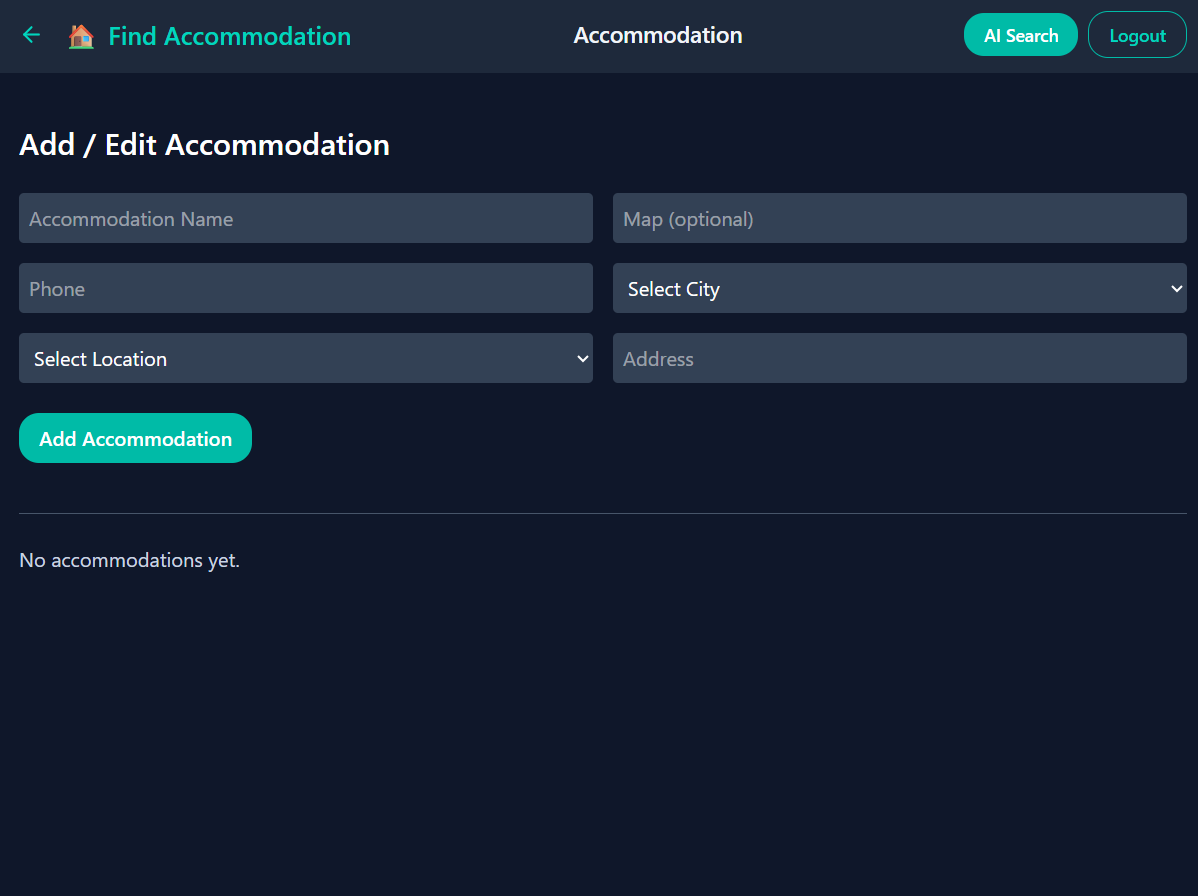 Find Accommodation
Accommodation
AI Search
Logout
Add / Edit Accommodation
Accommodation Name
Map (optional)
Phone
Select City
Select Location
Address
Add Accommodation
No accommodations yet.